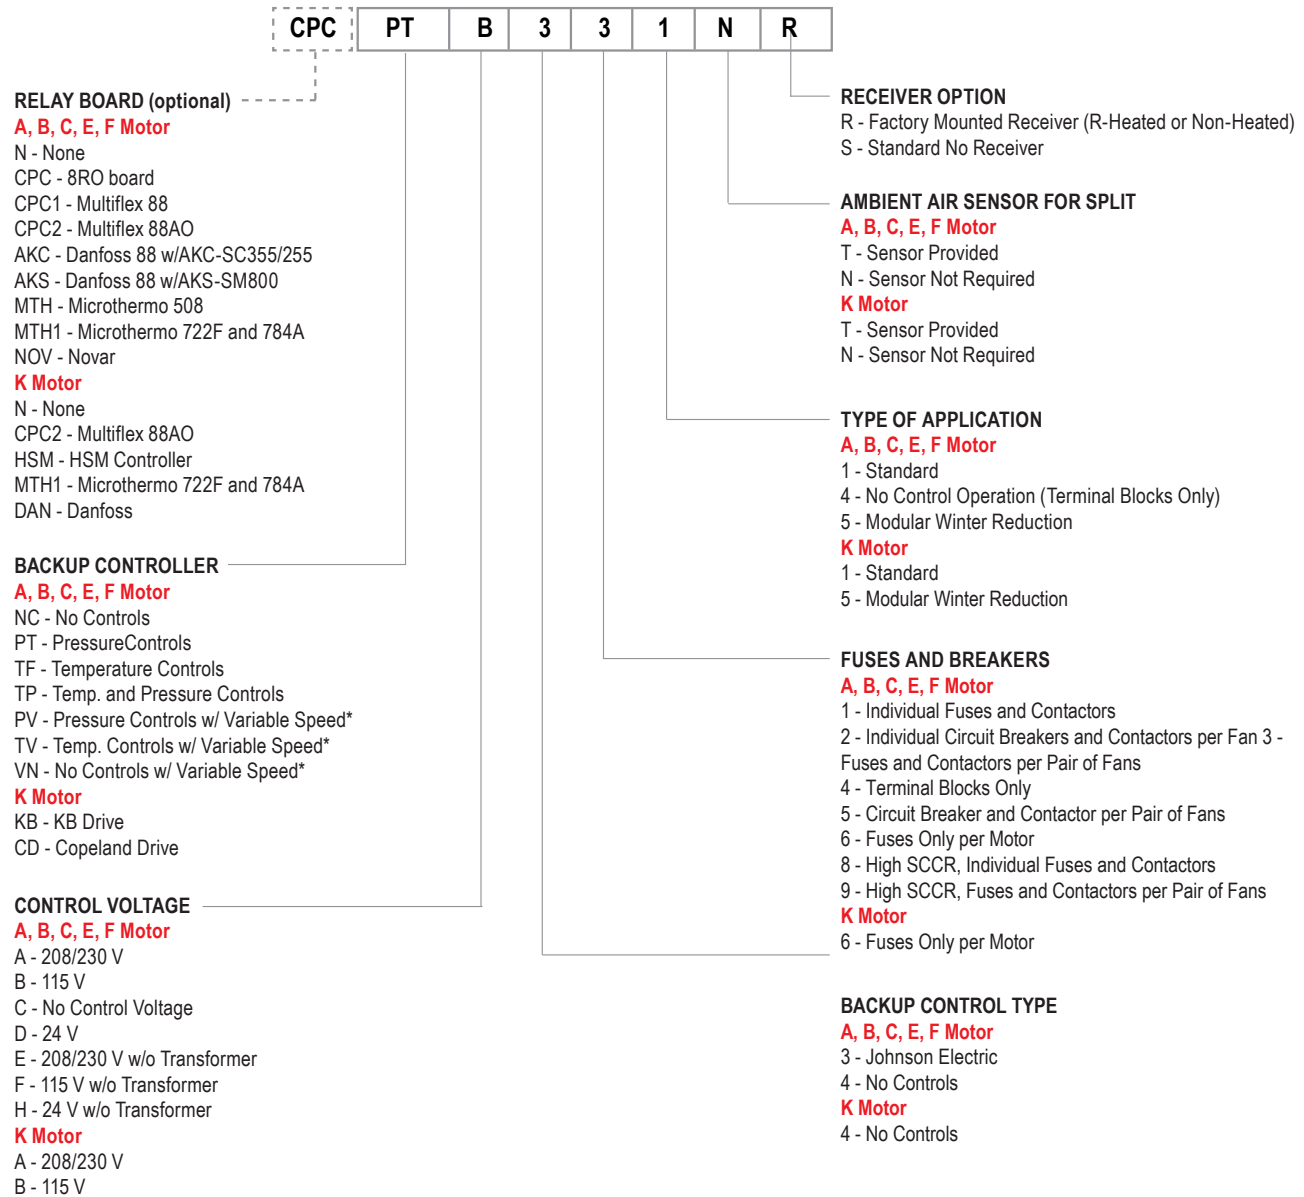 CPC PT B 3 3 1 N R
RELAY BOARD (optional)
A, B, C, E, F Motor
N - None
CPC - 8RO board
CPC1 - Multiflex 88
CPC2 - Multiflex 88AO
AKC - Danfoss 88 w/AKC-SC355/255
AKS - Danfoss 88 w/AKS-SM800
MTH - Microthermo 508
MTH1 - Microthermo 722F and 784A
NOV - Novar
K Motor
N - None
CPC2 - Multiflex 88AO
HSM - HSM Controller
MTH1 - Microthermo 722F and 784A
DAN - Danfoss
BACKUP CONTROLLER
A, B, C, E, F Motor
NC - No Controls
PT - PressureControls
TF - Temperature Controls
TP - Temp. and Pressure Controls
PV - Pressure Controls w/ Variable Speed*
TV - Temp. Controls w/ Variable Speed*
VN - No Controls w/ Variable Speed*
K Motor
KB - KB Drive
CD - Copeland Drive
CONTROL VOLTAGE
A, B, C, E, F Motor
A - 208/230 V
B - 115 V
C - No Control Voltage
D - 24 V
E - 208/230 V w/o Transformer
F - 115 V w/o Transformer
H - 24 V w/o Transformer
K Motor
A - 208/230 V
B - 115 V
RECEIVER OPTION
R - Factory Mounted Receiver (R-Heated or Non-Heated)
S - Standard No Receiver
AMBIENT AIR SENSOR FOR SPLIT
A, B, C, E, F Motor
T - Sensor Provided
N - Sensor Not Required
K Motor
T - Sensor Provided
N - Sensor Not Required
TYPE OF APPLICATION
A, B, C, E, F Motor
1 - Standard
4 - No Control Operation (Terminal Blocks Only)
5 - Modular Winter Reduction
K Motor
1 - Standard
5 - Modular Winter Reduction
FUSES AND BREAKERS
A, B, C, E, F Motor
1 - Individual Fuses and Contactors
2 - Individual Circuit Breakers and Contactors per Fan 3 -
Fuses and Contactors per Pair of Fans
4 - Terminal Blocks Only
5 - Circuit Breaker and Contactor per Pair of Fans
6 - Fuses Only per Motor
8 - High SCCR, Individual Fuses and Contactors
9 - High SCCR, Fuses and Contactors per Pair of Fans
K Motor
6 - Fuses Only per Motor
BACKUP CONTROL TYPE
A, B, C, E, F Motor
3 - Johnson Electric
4 - No Controls
K Motor
4 - No Controls